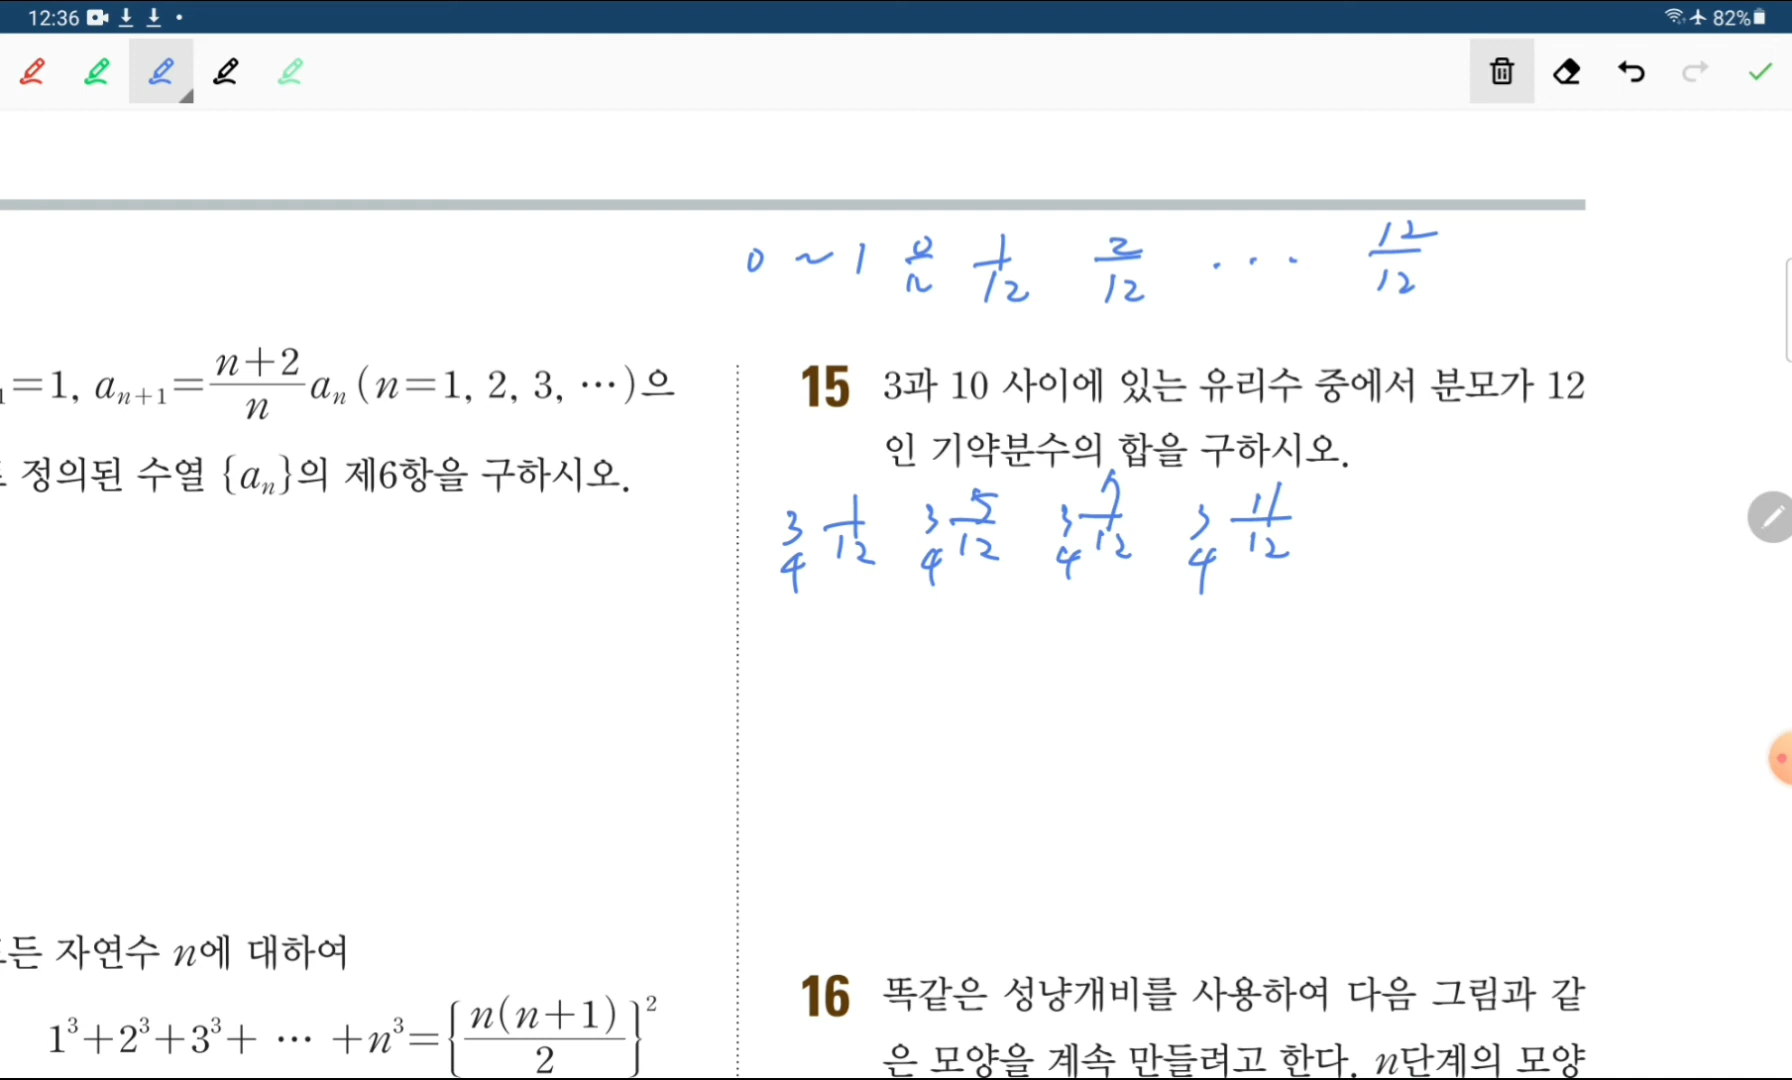 12:36
82%
0 ~ 1 0/12 1/12 2/12 ... 12/12
=1, aₙ₊₁= n+2/n aₙ (n=1, 2, 3, …)으
정의된 수열 {aₙ}의 제6항을 구하시오.
15 3과 10 사이에 있는 유리수 중에서 분모가 12
인 기약분수의 합을 구하시오.
3 1/12 3 5/12 3 7/12 3 11/12
4 4 4 4
든 자연수 n에 대하여
1³+2³+3³+ … +n³={n(n+1)/2}²
16 똑같은 성냥개비를 사용하여 다음 그림과 같
은 모양을 계속 만들려고 한다. n단계의 모양